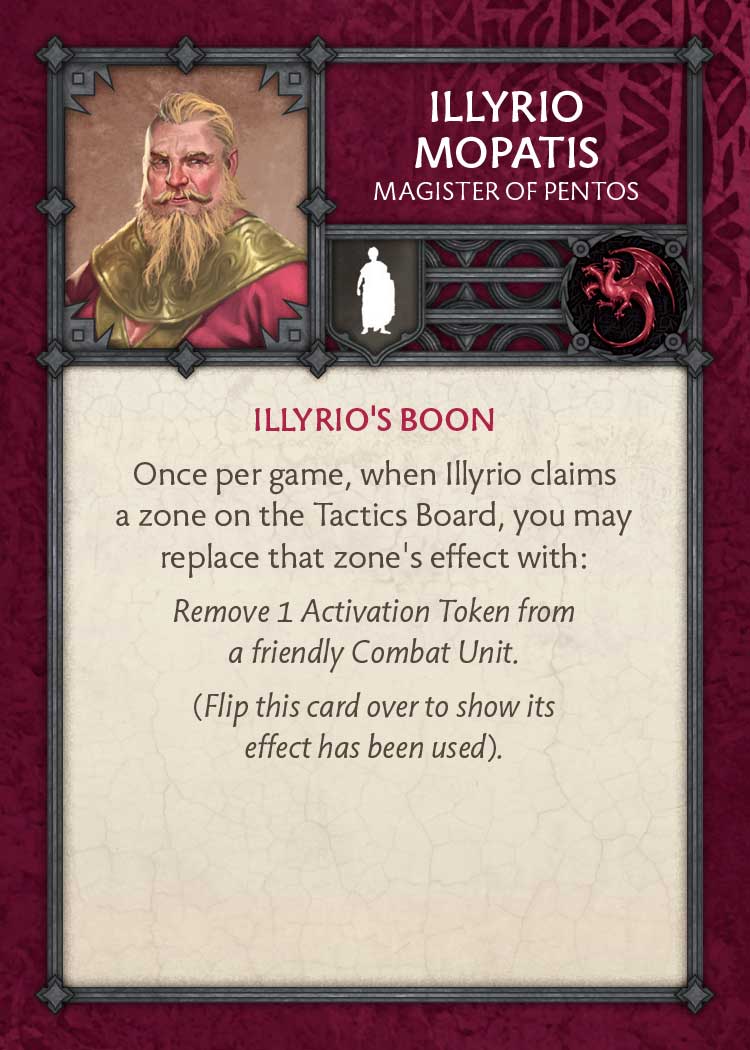 ILLYRIO
MOPATIS
MAGISTER OF PENTOS
ILLYRIO'S BOON
Once per game, when Illyrio claims
a zone on the Tactics Board, you may
replace that zone's effect with:
Remove 1 Activation Token from
a friendly Combat Unit.
(Flip this card over to show its
effect has been used).